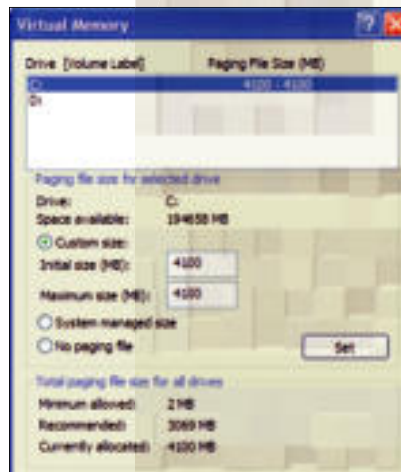 Virtual Memory
Drive [Volume Label] Paging File Size (MB)
C: 4100 - 4100
D:
Paging file size for selected drive
Drive: C:
Space available: 194658 MB
Custom size:
Initial size (MB): 4100
Maximum size (MB): 4100
System managed size
No paging file Set
Total paging file size for all drives
Minimum allowed: 2 MB
Recommended: 3069 MB
Currently allocated: 4100 MB